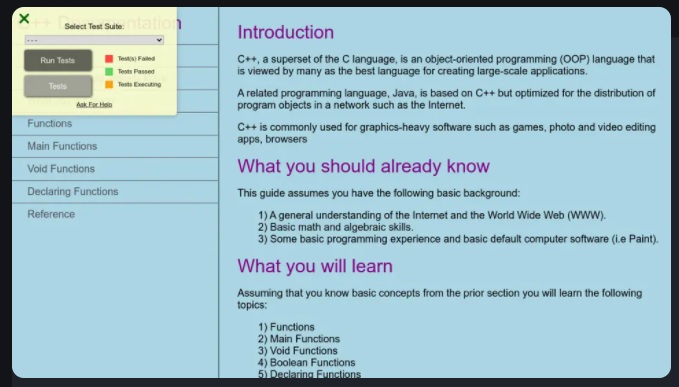 Select Test Suite:
- - -
Run Tests
Test(s) Failed
Tests Passed
Tests
Tests Executing
Ask For Help
Functions
Main Functions
Void Functions
Declaring Functions
Reference
Introduction
C++, a superset of the C language, is an object-oriented programming (OOP) language that
is viewed by many as the best language for creating large-scale applications.
A related programming language, Java, is based on C++ but optimized for the distribution of
program objects in a network such as the Internet.
C++ is commonly used for graphics-heavy software such as games, photo and video editing
apps, browsers
What you should already know
This guide assumes you have the following basic background:
1) A general understanding of the Internet and the World Wide Web (WWW).
2) Basic math and algebraic skills.
3) Some basic programming experience and basic default computer software (i.e Paint).
What you will learn
Assuming that you know basic concepts from the prior section you will learn the following
topics:
1) Functions
2) Main Functions
3) Void Functions
4) Boolean Functions
5) Declaring Functions